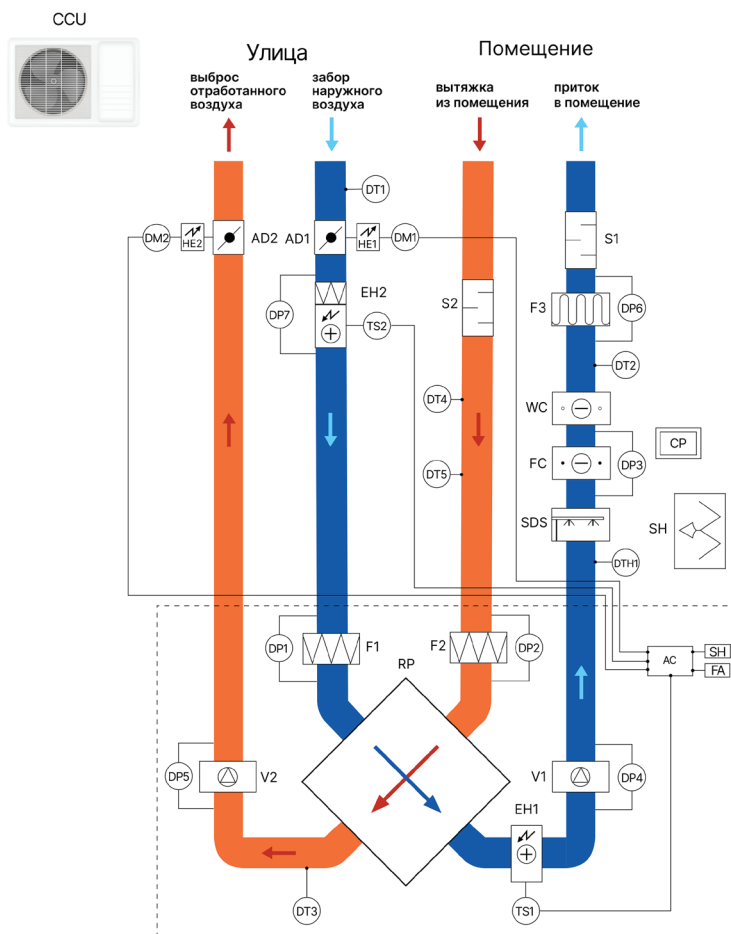 CCU
Улица
Помещение
выброс
отработанного
воздуха
забор
наружного
воздуха
вытяжка
из помещения
приток
в помещение
DT1
DM2
HE2
AD2
AD1
HE1
DM1
S1
EH2
DP7
TS2
S2
F3
DP6
DT2
DT4
WC
CP
DT5
FC
DP3
SDS
SH
DTH1
DP1
F1
F2
DP2
RP
AC
SH
FA
DP5
V2
V1
DP4
EH1
DT3
TS1